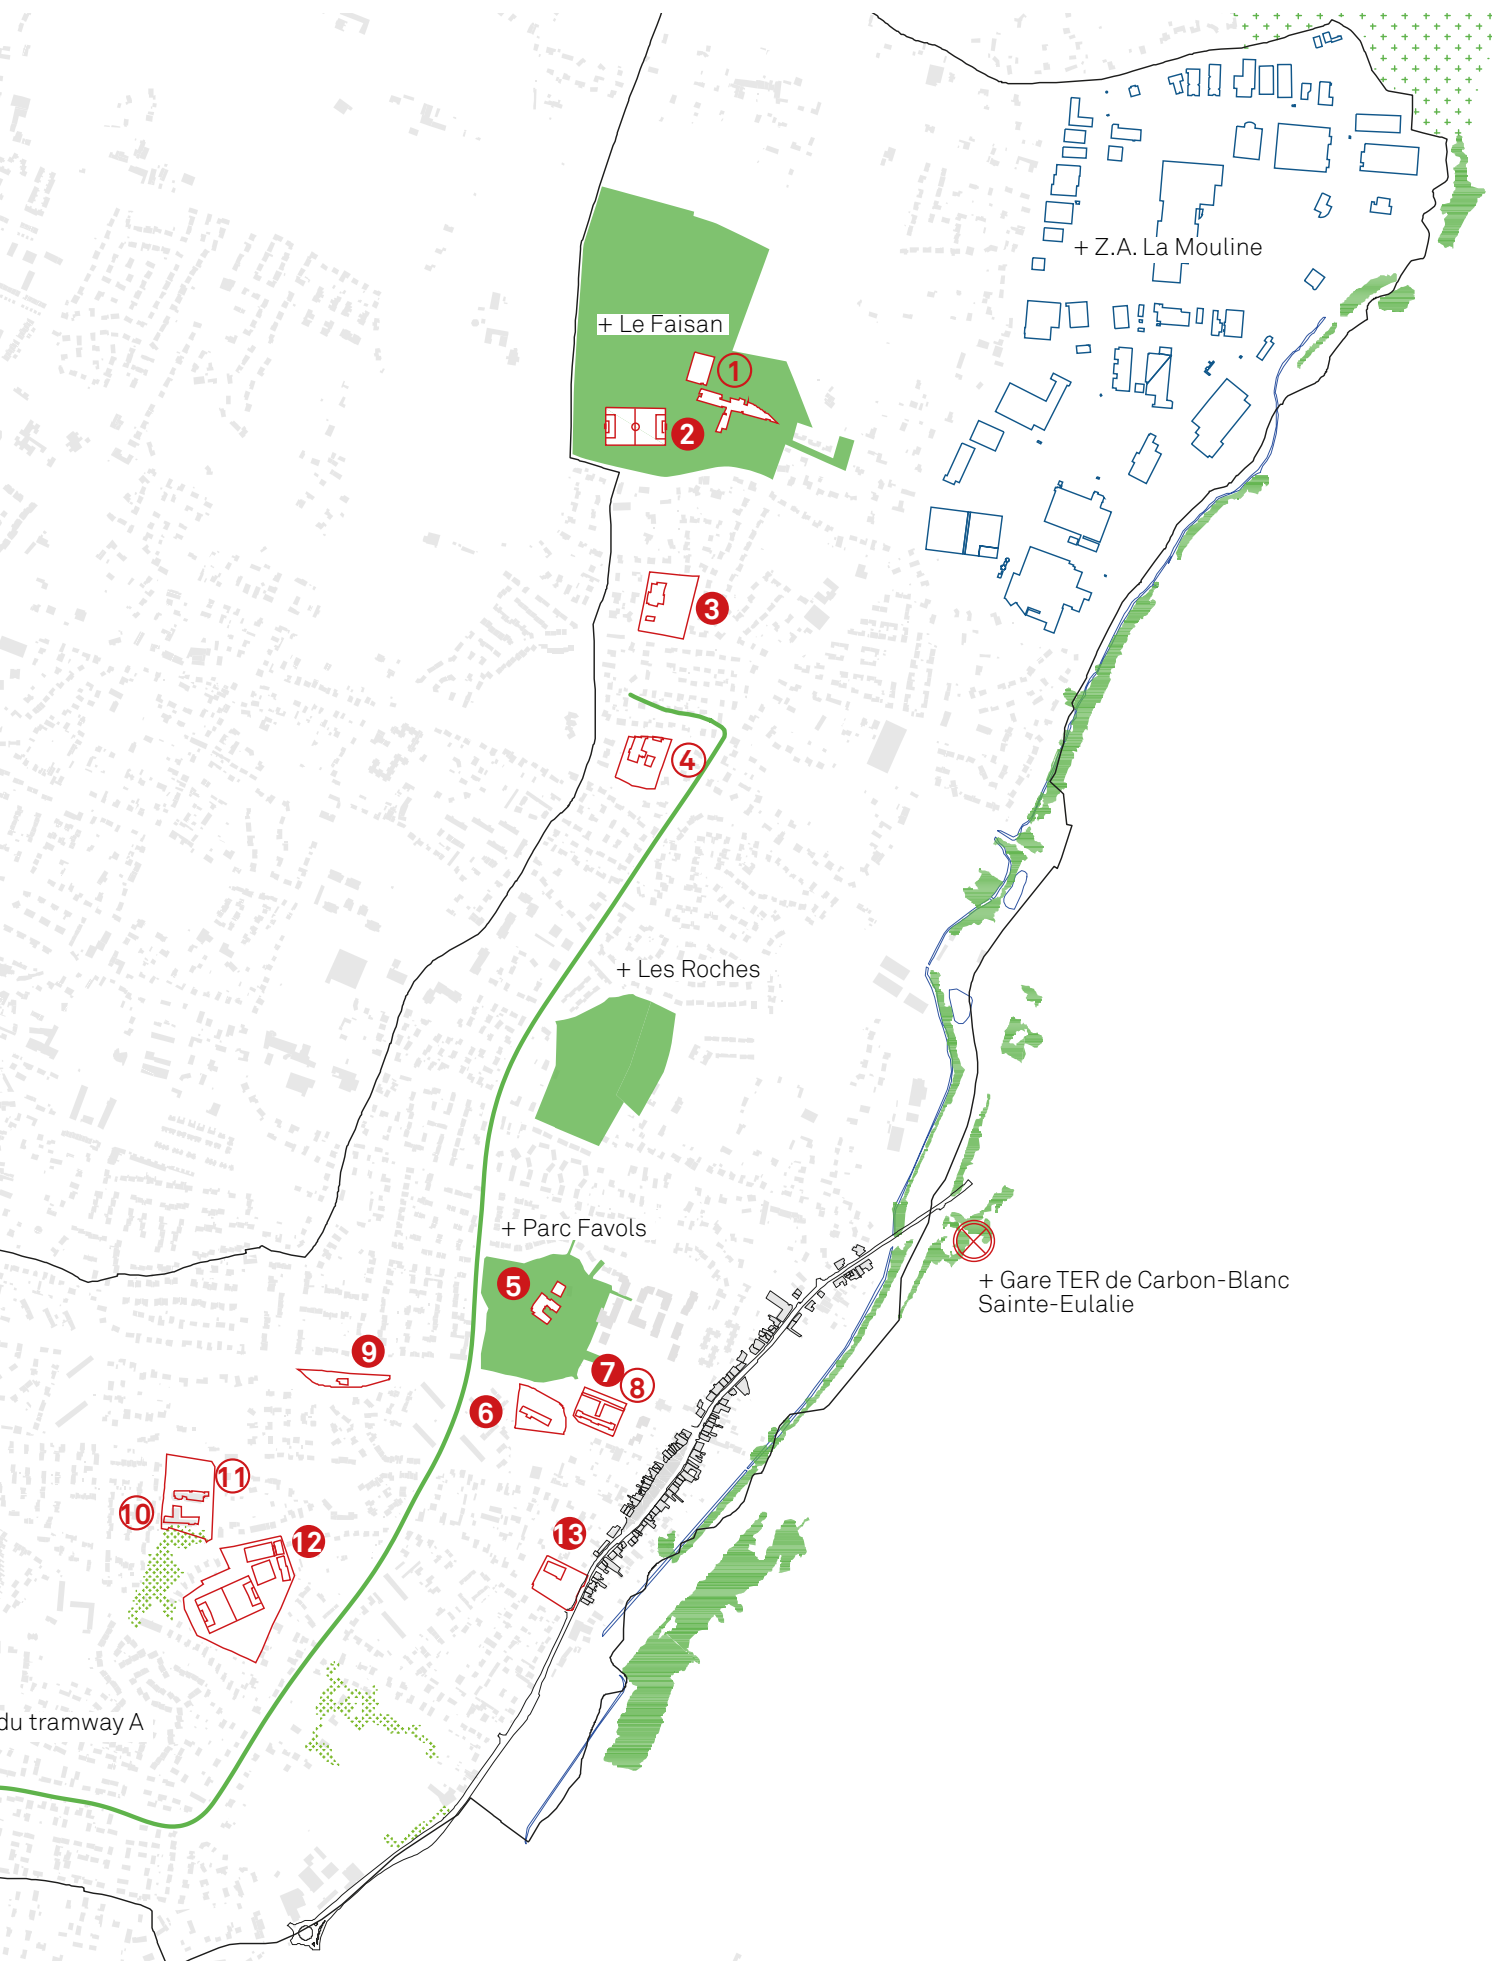 + Z.A. La Mouline
+ Le Faisan
1
2
3
4
+ Les Roches
+ Parc Favols
5
+ Gare TER de Carbon-Blanc
Sainte-Eulalie
9
7
8
6
11
10
12
13
du tramway A